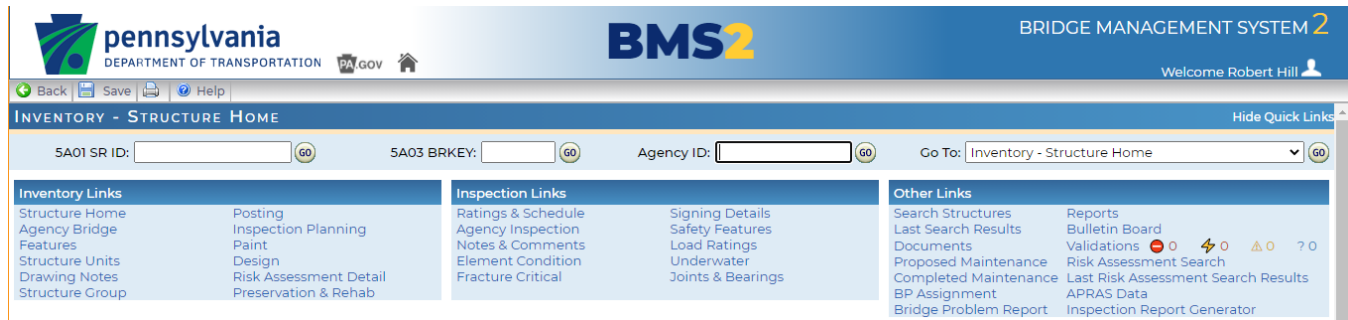 pennsylvania
DEPARTMENT OF TRANSPORTATION PA.GOV
BMS2
BRIDGE MANAGEMENT SYSTEM 2
Welcome Robert Hill
Back Save Help
INVENTORY - STRUCTURE HOME Hide Quick Links
5A01 SR ID: GO 5A03 BRKEY: GO Agency ID: GO Go To: Inventory - Structure Home GO
Inventory Links
Structure Home Posting
Agency Bridge Inspection Planning
Features Paint
Structure Units Design
Drawing Notes Risk Assessment Detail
Structure Group Preservation & Rehab
Inspection Links
Ratings & Schedule Signing Details
Agency Inspection Safety Features
Notes & Comments Load Ratings
Element Condition Underwater
Fracture Critical Joints & Bearings
Other Links
Search Structures Reports
Last Search Results Bulletin Board
Documents Validations 0 0 0 ? 0
Proposed Maintenance Risk Assessment Search
Completed Maintenance Last Risk Assessment Search Results
BP Assignment APRAS Data
Bridge Problem Report Inspection Report Generator